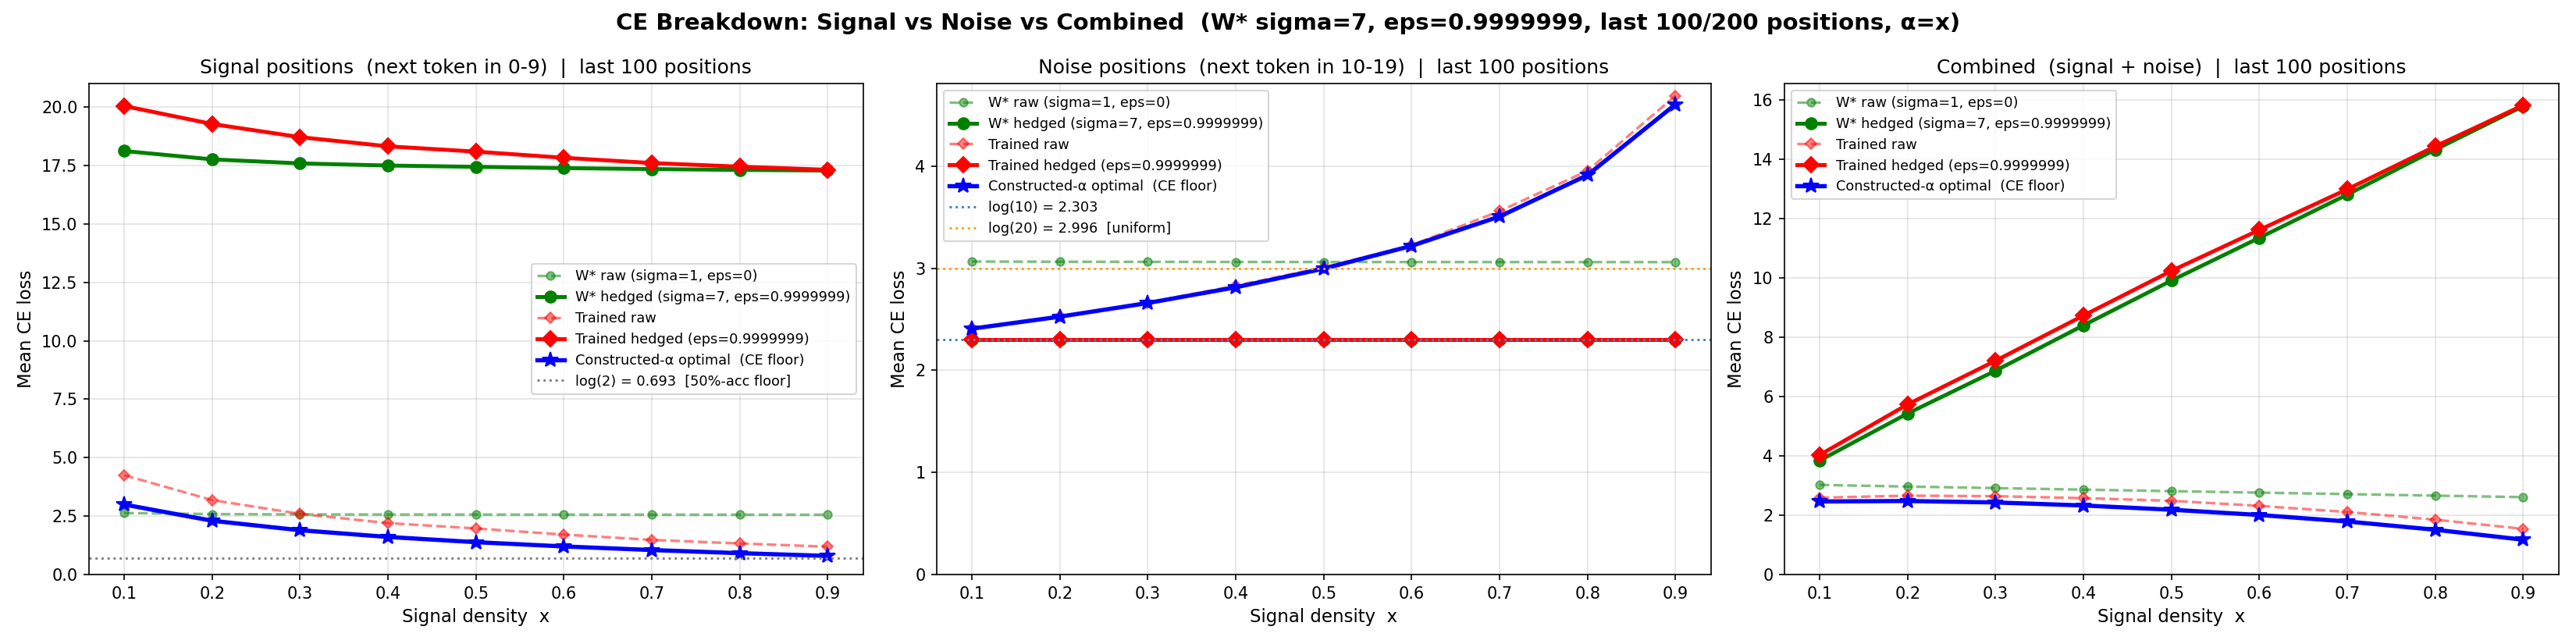 CE Breakdown: Signal vs Noise vs Combined (W* sigma=7, eps=0.9999999, last 100/200 positions, α=x)
Signal positions (next token in 0-9) | last 100 positions
Mean CE loss
20.0
17.5
15.0
12.5
10.0
7.5
5.0
2.5
0.0
W* raw (sigma=1, eps=0)
W* hedged (sigma=7, eps=0.9999999)
Trained raw
Trained hedged (eps=0.9999999)
Constructed-α optimal (CE floor)
log(2) = 0.693 [50%-acc floor]
0.1 0.2 0.3 0.4 0.5 0.6 0.7 0.8 0.9
Signal density x
Noise positions (next token in 10-19) | last 100 positions
Mean CE loss
4
3
2
1
0
W* raw (sigma=1, eps=0)
W* hedged (sigma=7, eps=0.9999999)
Trained raw
Trained hedged (eps=0.9999999)
Constructed-α optimal (CE floor)
log(10) = 2.303
log(20) = 2.996 [uniform]
0.1 0.2 0.3 0.4 0.5 0.6 0.7 0.8 0.9
Signal density x
Combined (signal + noise) | last 100 positions
Mean CE loss
16
14
12
10
8
6
4
2
0
W* raw (sigma=1, eps=0)
W* hedged (sigma=7, eps=0.9999999)
Trained raw
Trained hedged (eps=0.9999999)
Constructed-α optimal (CE floor)
0.1 0.2 0.3 0.4 0.5 0.6 0.7 0.8 0.9
Signal density x